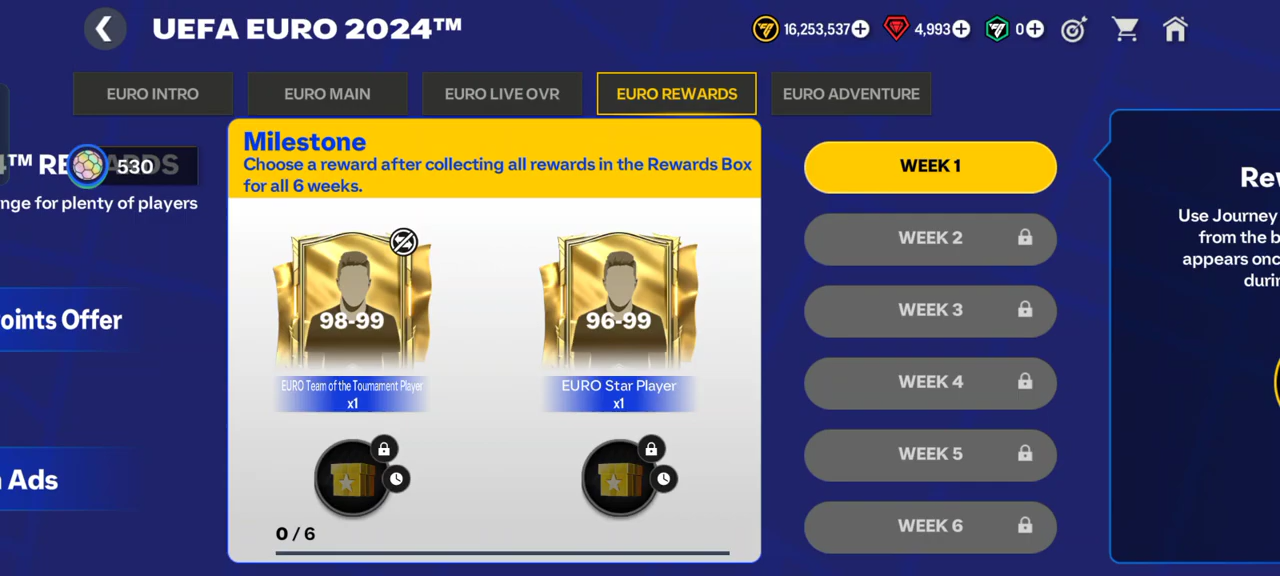 UEFA EURO 2024™
16,253,537
4,993
0
EURO INTRO
EURO MAIN
EURO LIVE OVR
EURO REWARDS
EURO ADVENTURE
4™ REWARDS
530
nge for plenty of players
oints Offer
Ads
Milestone
Choose a reward after collecting all rewards in the Rewards Box
for all 6 weeks.
98-99
EURO Team of the Tournament Player
x1
96-99
EURO Star Player
x1
0 / 6
WEEK 1
WEEK 2
WEEK 3
WEEK 4
WEEK 5
WEEK 6
Rew
Use Journey
from the b
appears onc
durin